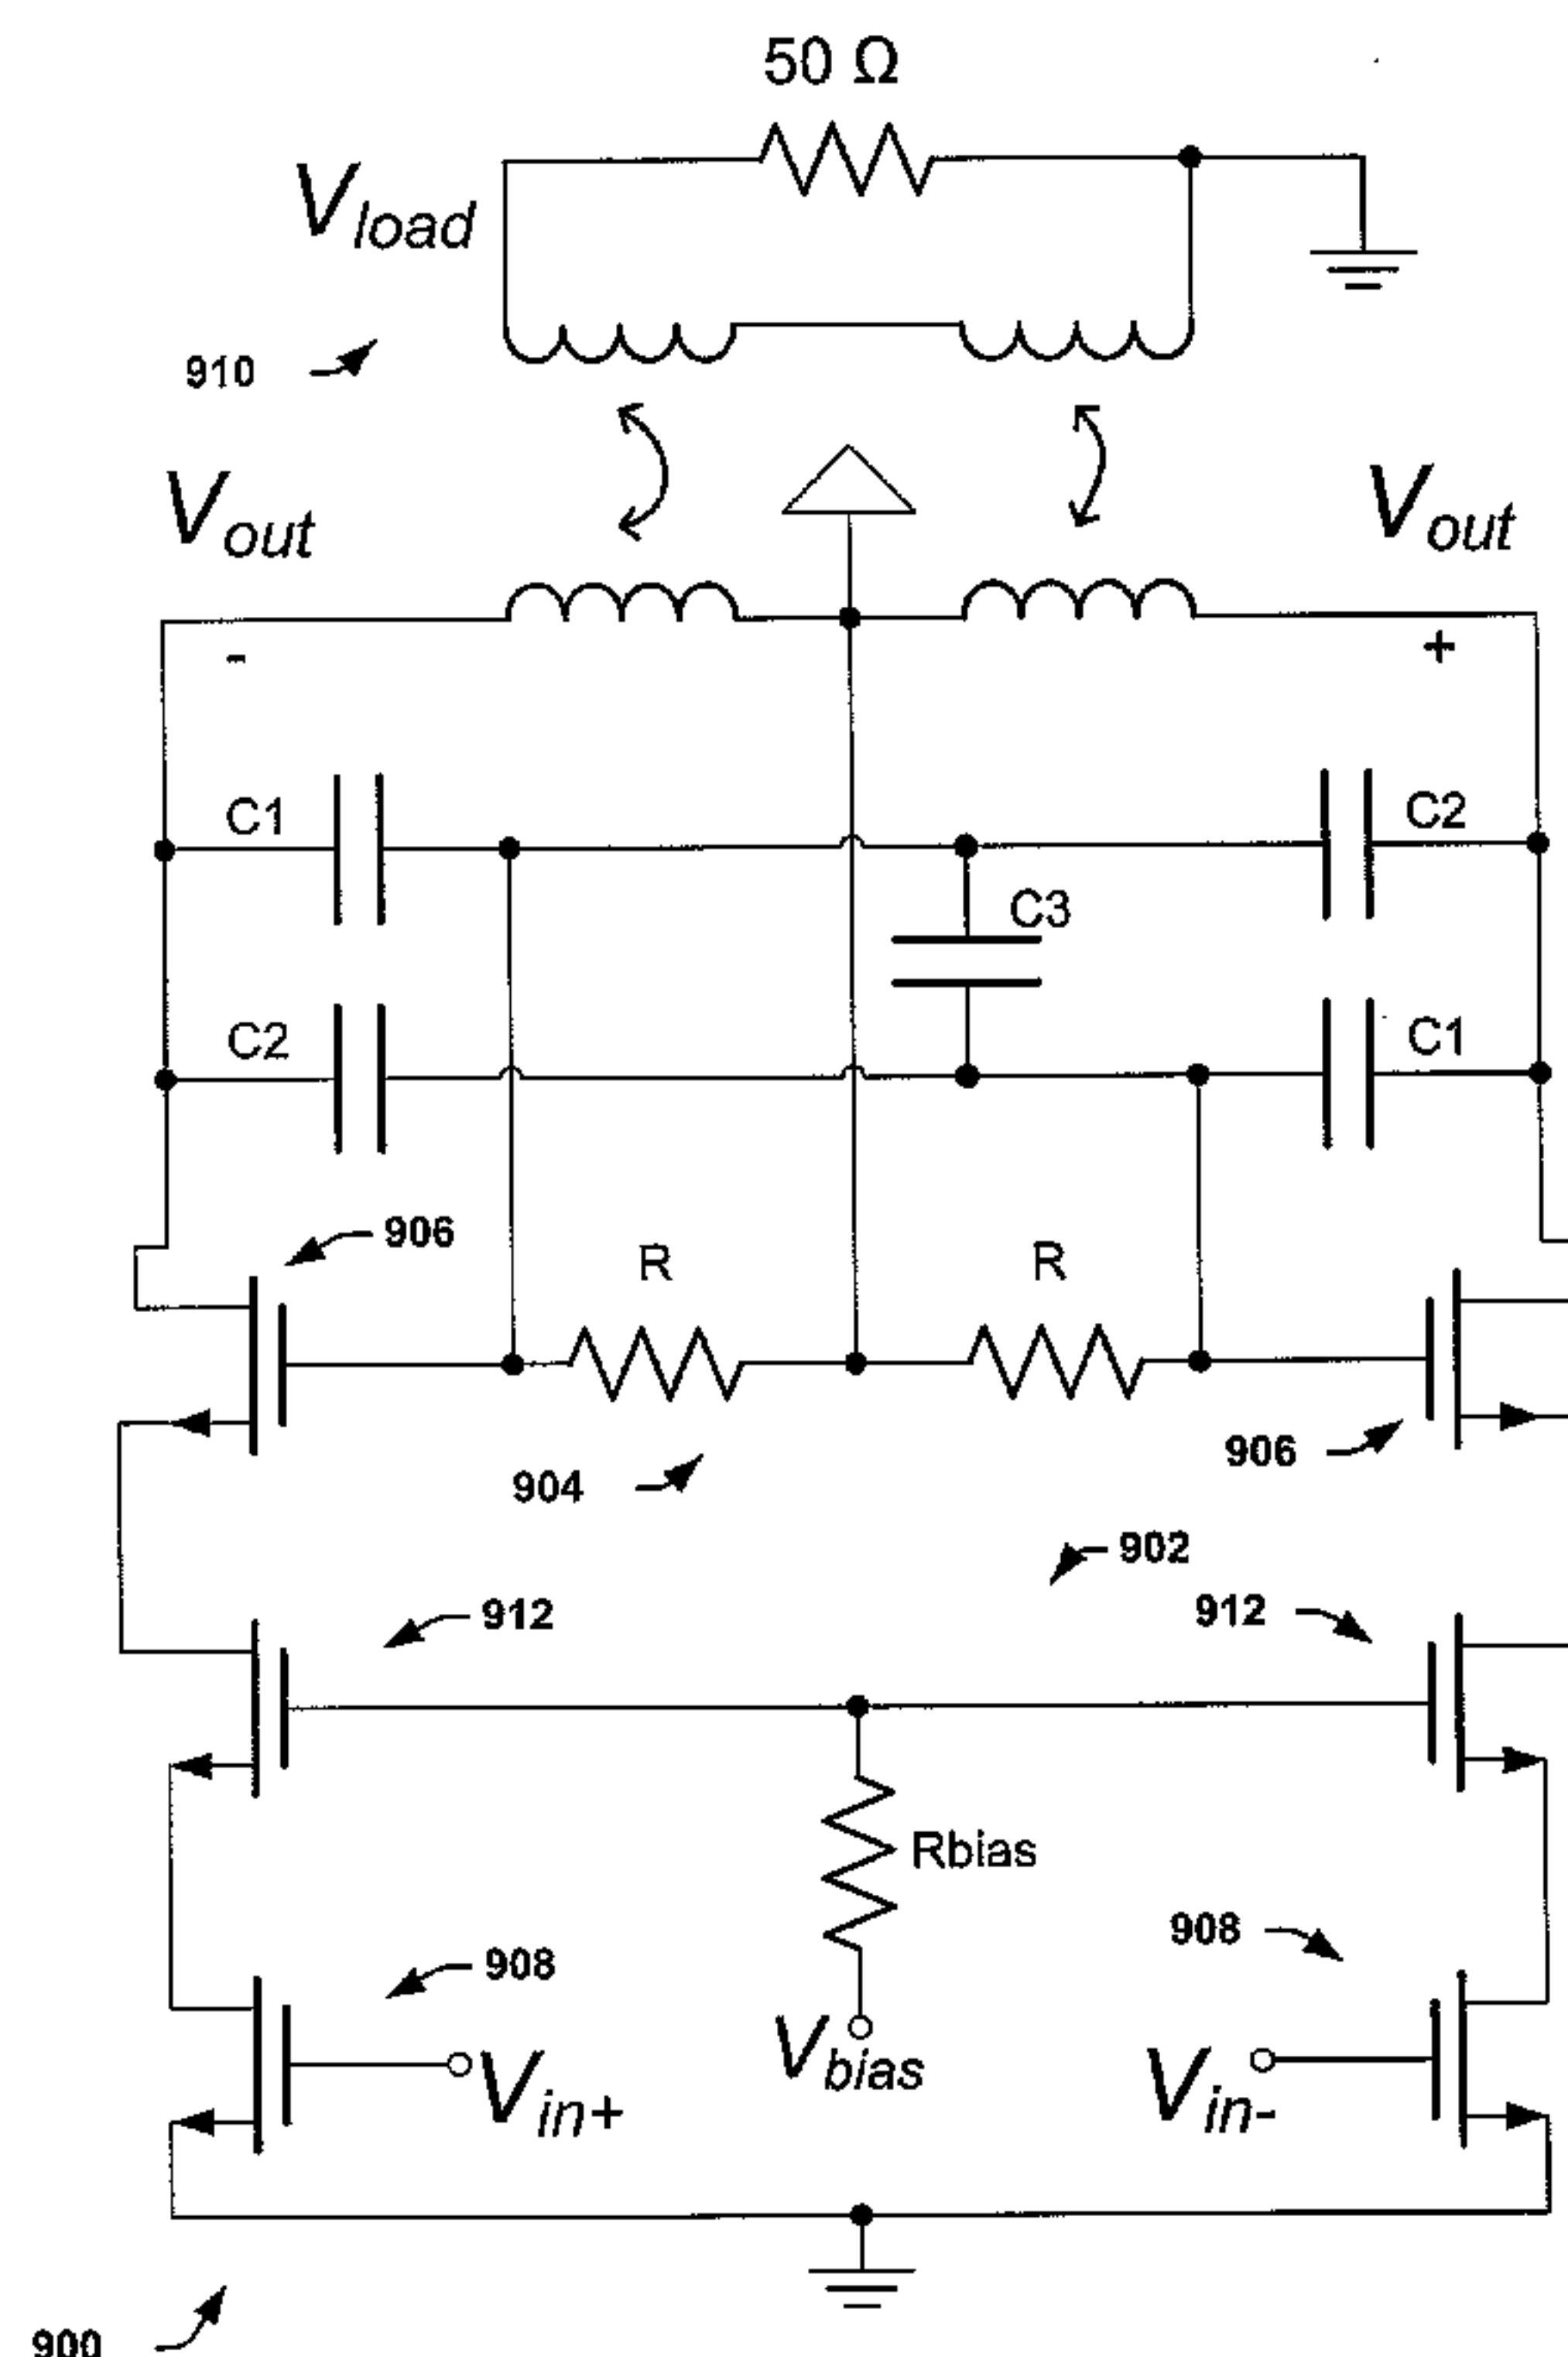 50 Ω
Vload
910
Vout
Vout
-
+
C1
C2
C3
C2
C1
906
R
R
904
906
902
912
912
Rbias
908
908
Vbias
Vin+
Vin-
900